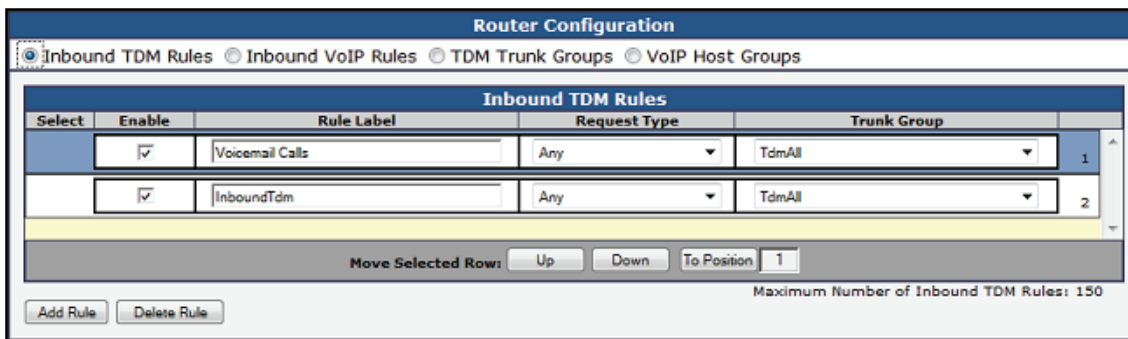 Router Configuration
Inbound TDM Rules Inbound VoIP Rules TDM Trunk Groups VoIP Host Groups
Inbound TDM Rules
Select Enable Rule Label Request Type Trunk Group
Voicemail Calls Any TdmAll 1
InboundTdm Any TdmAll 2
Move Selected Row: Up Down To Position 1
Maximum Number of Inbound TDM Rules: 150
Add Rule Delete Rule